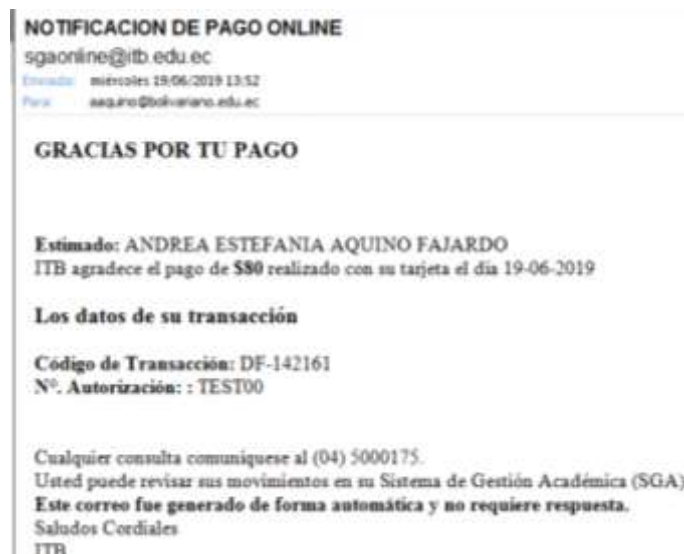 NOTIFICACION DE PAGO ONLINE
sgaonline@itb.edu.ec
Enviado: miércoles 19/06/2019 13:52
Para: aaquino@bolivariano.edu.ec
GRACIAS POR TU PAGO
Estimado: ANDREA ESTEFANIA AQUINO FAJARDO
ITB agradece el pago de $80 realizado con su tarjeta el dia 19-06-2019
Los datos de su transacción
Código de Transacción: DF-142161
Nº. Autorización: : TEST00
Cualquier consulta comuniquese al (04) 5000175.
Usted puede revisar sus movimientos en su Sistema de Gestión Académica (SGA)
Este correo fue generado de forma automática y no requiere respuesta.
Saludos Cordiales
ITB